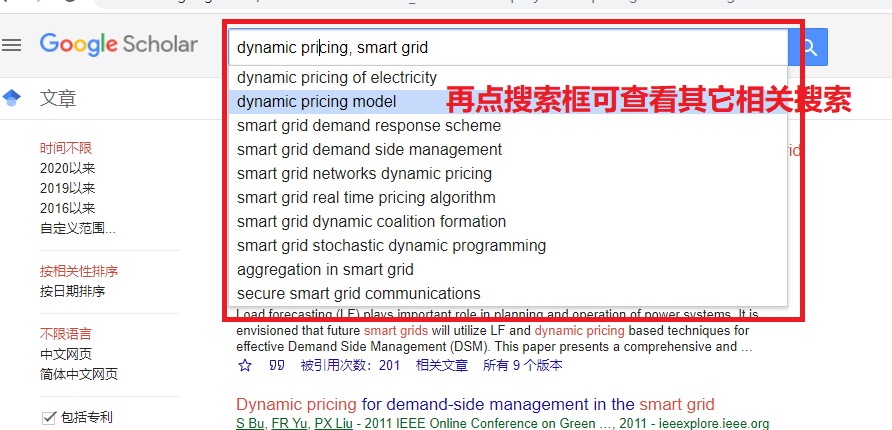 Google Scholar
dynamic pricing, smart grid
dynamic pricing of electricity
文章
dynamic pricing model
再点搜索框可查看其它相关搜索
smart grid demand response scheme
smart grid demand side management
smart grid networks dynamic pricing
smart grid real time pricing algorithm
smart grid dynamic coalition formation
smart grid stochastic dynamic programming
aggregation in smart grid
secure smart grid communications
时间不限
2020以来
2019以来
2016以来
自定义范围...
按相关性排序
按日期排序
不限语言
中文网页
简体中文网页
包括专利
Load forecasting (LF) plays important role in planning and operation of power systems. It is
envisioned that future smart grids will utilize LF and dynamic pricing based techniques for
effective Demand Side Management (DSM). This paper presents a comprehensive and …
被引用次数：201 相关文章 所有 9 个版本
Dynamic pricing for demand-side management in the smart grid
S Bu, FR Yu, PX Liu - 2011 IEEE Online Conference on Green …, 2011 - ieeexplore.ieee.org